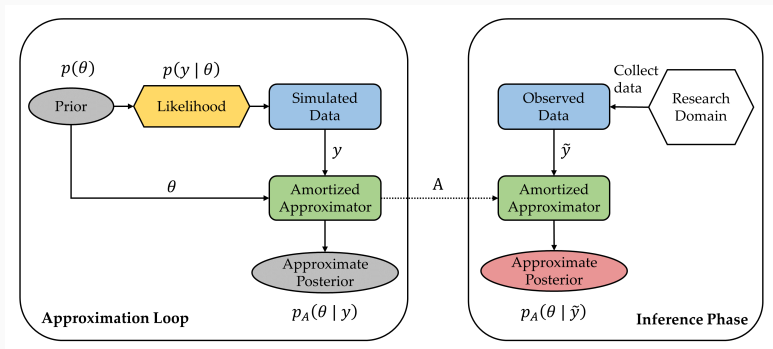 p(θ)
p(y | θ)
Prior
Likelihood
Simulated
Data
y
θ
Amortized
Approximator
Approximate
Posterior
p_A(θ | y)
Approximation Loop
A
Observed
Data
Collect
data
Research
Domain
ỹ
Amortized
Approximator
Approximate
Posterior
p_A(θ | ỹ)
Inference Phase